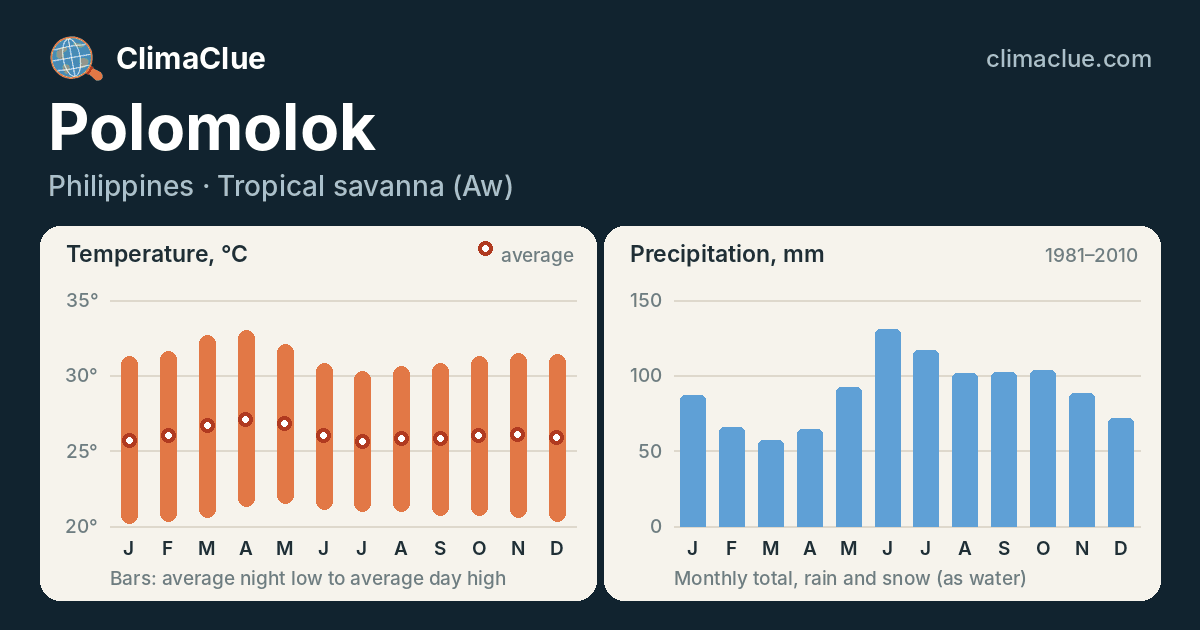 ClimaClue
climaclue.com
Polomolok
Philippines · Tropical savanna (Aw)
Temperature, °C
average
35°
30°
25°
20°
J F M A M J J A S O N D
Bars: average night low to average day high
Precipitation, mm
1981–2010
150
100
50
0
J F M A M J J A S O N D
Monthly total, rain and snow (as water)